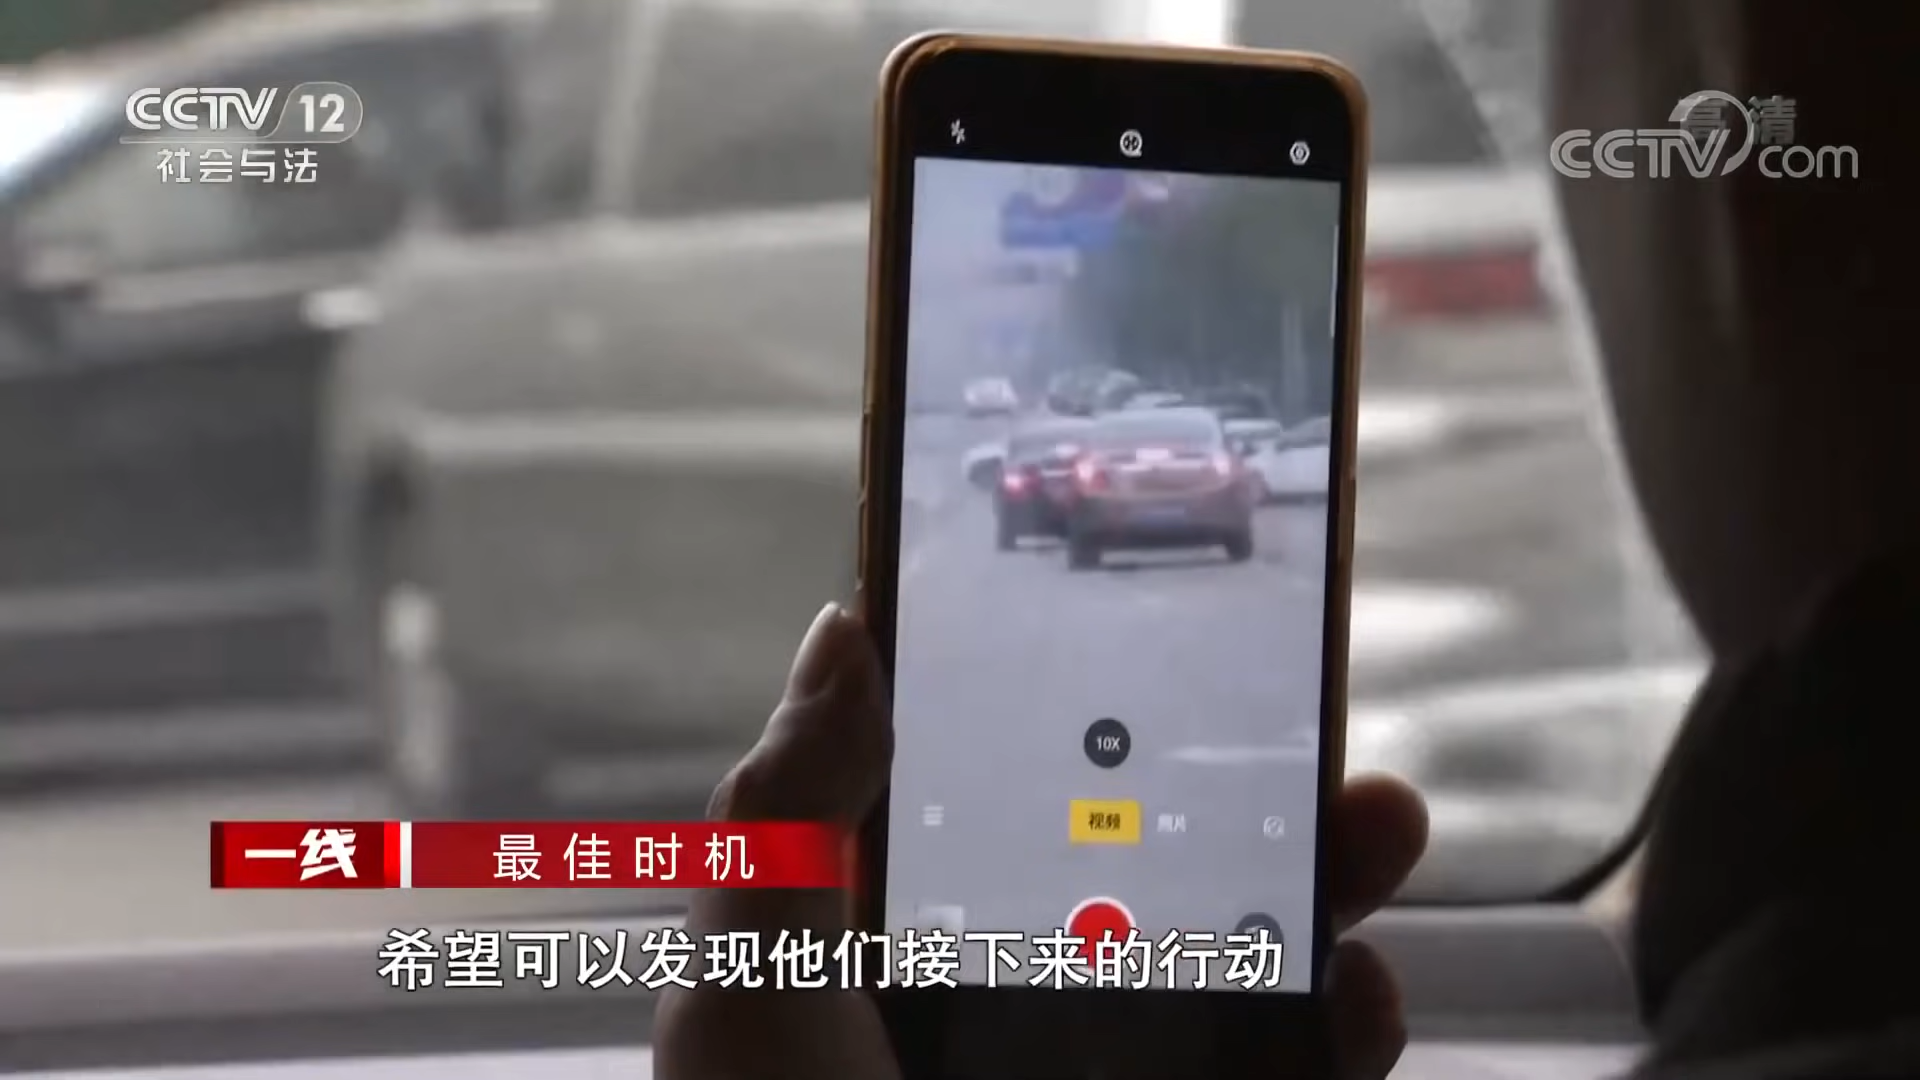 CCTV 12
社会与法
高清
CCTV com
10X
视频 照片
一线 最佳时机
希望可以发现他们接下来的行动